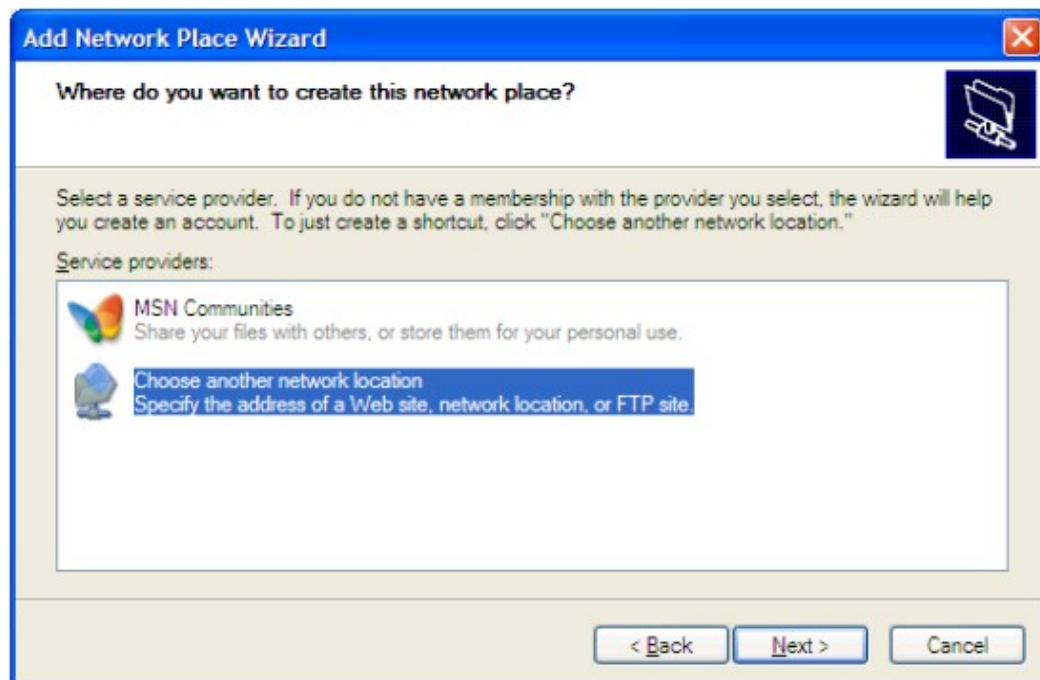 Add Network Place Wizard
Where do you want to create this network place?
Select a service provider.  If you do not have a membership with the provider you select, the wizard will help
you create an account.  To just create a shortcut, click "Choose another network location."
Service providers:
MSN Communities
Share your files with others, or store them for your personal use.
Choose another network location
Specify the address of a Web site, network location, or FTP site.
< Back
Next >
Cancel